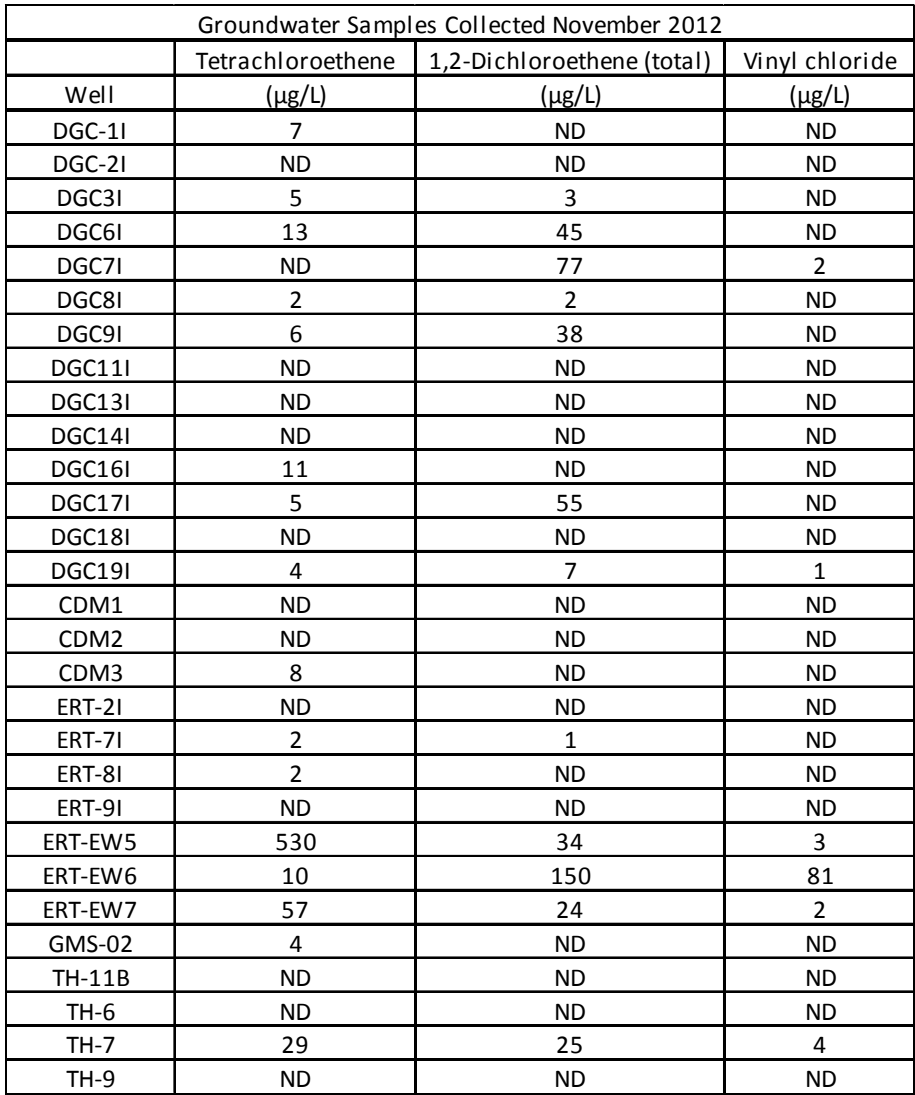 Groundwater Samples Collected November 2012
Tetrachloroethene 1,2-Dichloroethene (total) Vinyl chloride
Well (µg/L) (µg/L) (µg/L)
DGC-1I 7 ND ND
DGC-2I ND ND ND
DGC3I 5 3 ND
DGC6I 13 45 ND
DGC7I ND 77 2
DGC8I 2 2 ND
DGC9I 6 38 ND
DGC11I ND ND ND
DGC13I ND ND ND
DGC14I ND ND ND
DGC16I 11 ND ND
DGC17I 5 55 ND
DGC18I ND ND ND
DGC19I 4 7 1
CDM1 ND ND ND
CDM2 ND ND ND
CDM3 8 ND ND
ERT-2I ND ND ND
ERT-7I 2 1 ND
ERT-8I 2 ND ND
ERT-9I ND ND ND
ERT-EW5 530 34 3
ERT-EW6 10 150 81
ERT-EW7 57 24 2
GMS-02 4 ND ND
TH-11B ND ND ND
TH-6 ND ND ND
TH-7 29 25 4
TH-9 ND ND ND